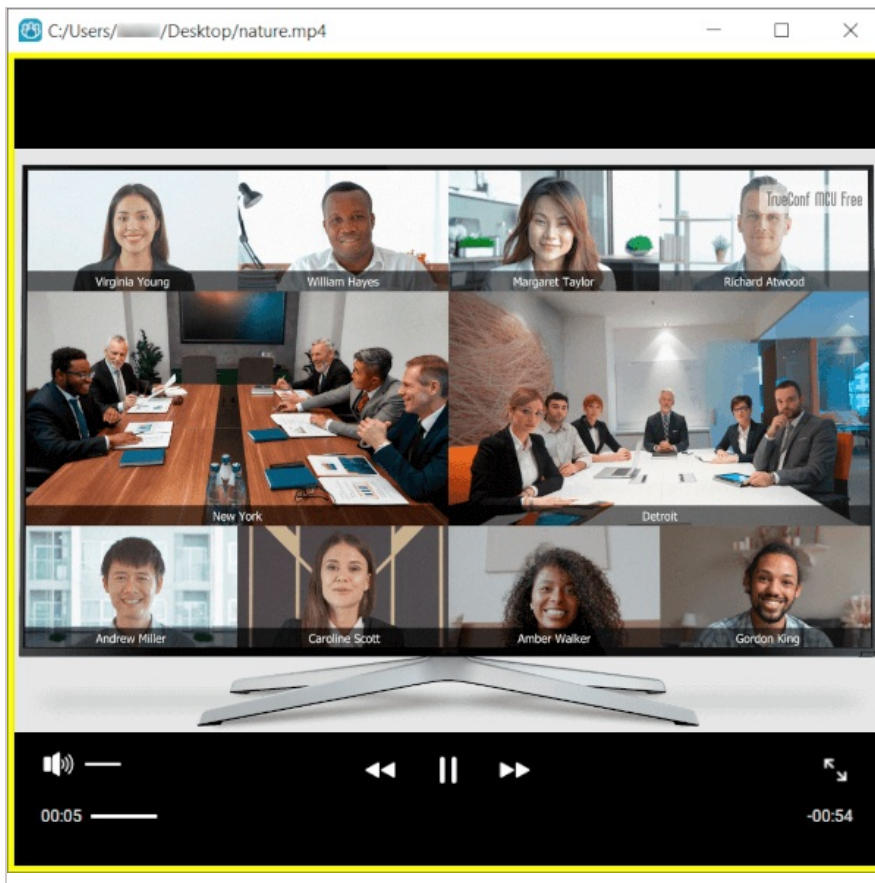 C:/Users/ /Desktop/nature.mp4
TrueConf MCU Free
Virginia Young
William Hayes
Margaret Taylor
Richard Atwood
New York
Detroit
Andrew Miller
Caroline Scott
Amber Walker
Gordon King
00:05
-00:54